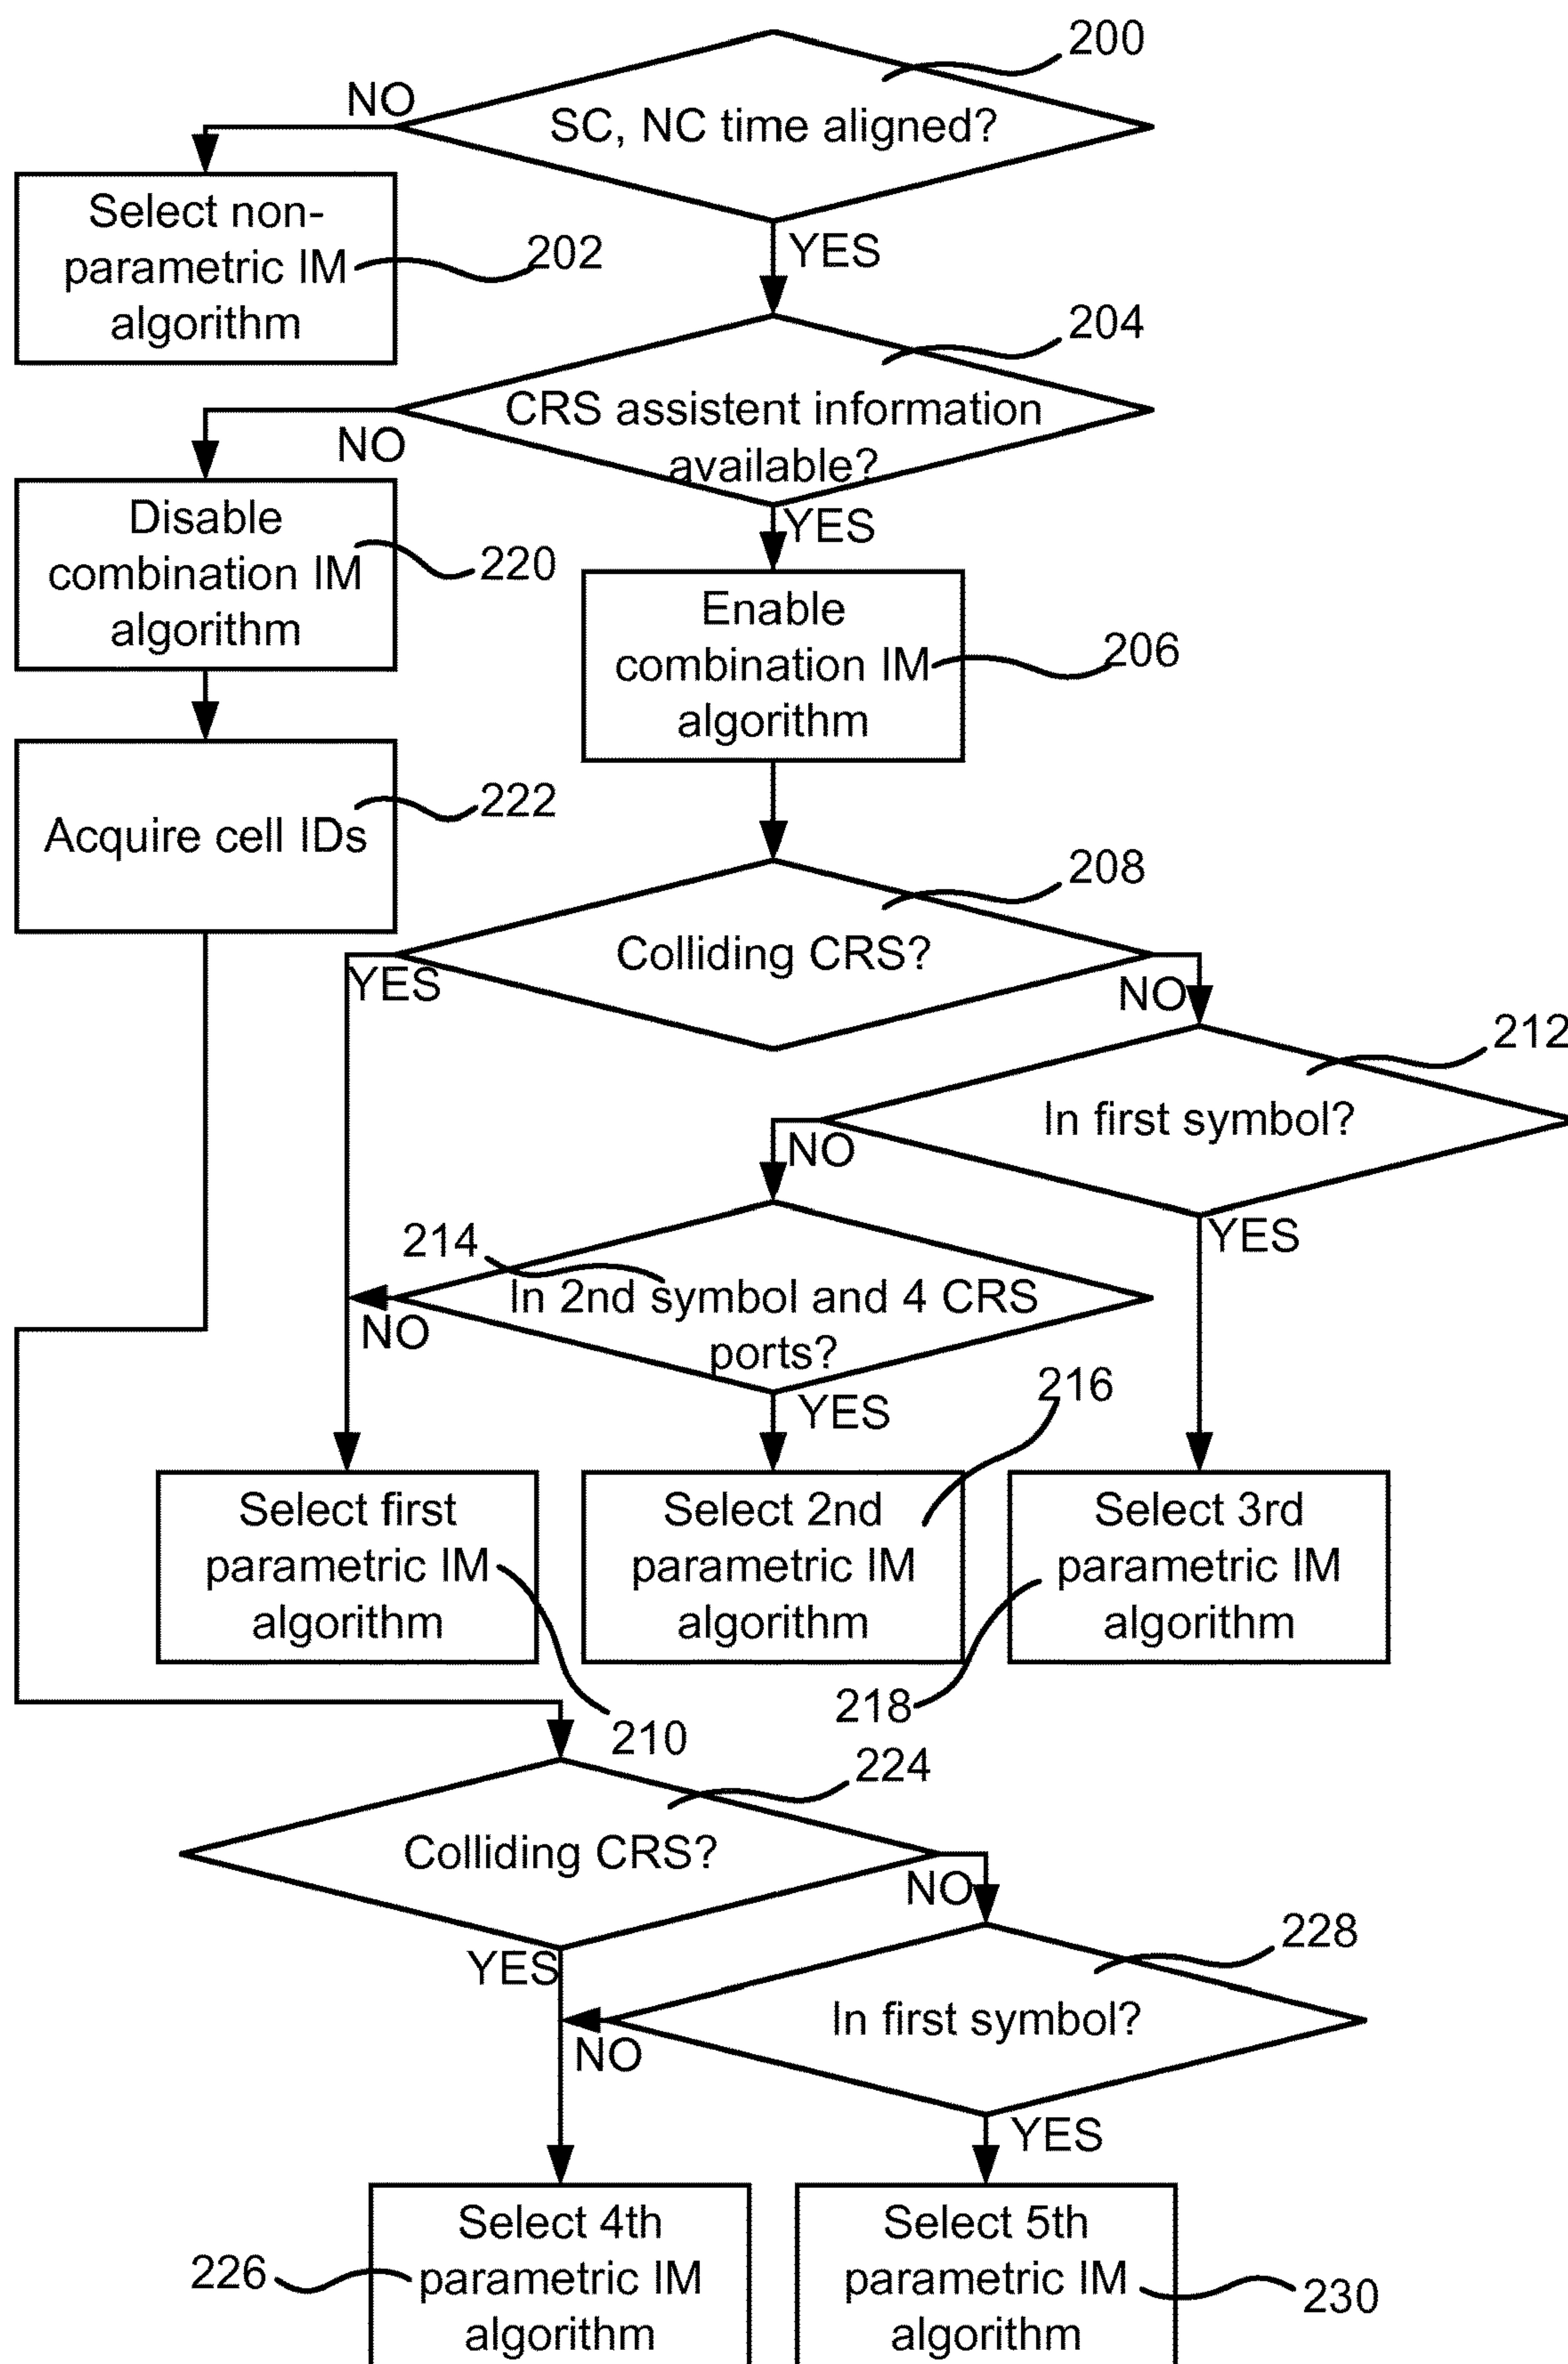 200
NO
SC, NC time aligned?
Select non-
parametric IM
algorithm
202
YES
204
CRS assistent information
available?
NO
YES
Disable
combination IM
algorithm
220
Enable
combination IM
algorithm
206
Acquire cell IDs
222
208
Colliding CRS?
YES
NO
212
In first symbol?
NO
YES
214
In 2nd symbol and 4 CRS
ports?
NO
YES
216
Select first
parametric IM
algorithm
Select 2nd
parametric IM
algorithm
Select 3rd
parametric IM
algorithm
218
210
224
Colliding CRS?
NO
YES
228
In first symbol?
NO
YES
Select 4th
parametric IM
algorithm
226
Select 5th
parametric IM
algorithm
230